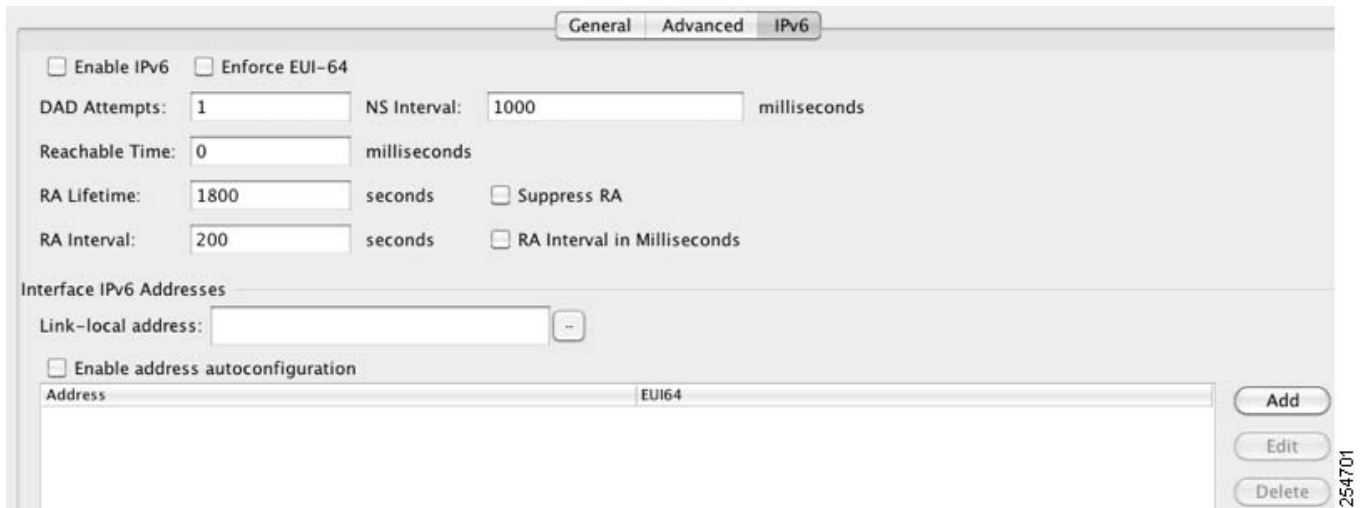 General Advanced IPv6
Enable IPv6 Enforce EUI-64
DAD Attempts: 1 NS Interval: 1000 milliseconds
Reachable Time: 0 milliseconds
RA Lifetime: 1800 seconds Suppress RA
RA Interval: 200 seconds RA Interval in Milliseconds
Interface IPv6 Addresses
Link-local address: ..
Enable address autoconfiguration
Address EUI64
Add
Edit
Delete
254701